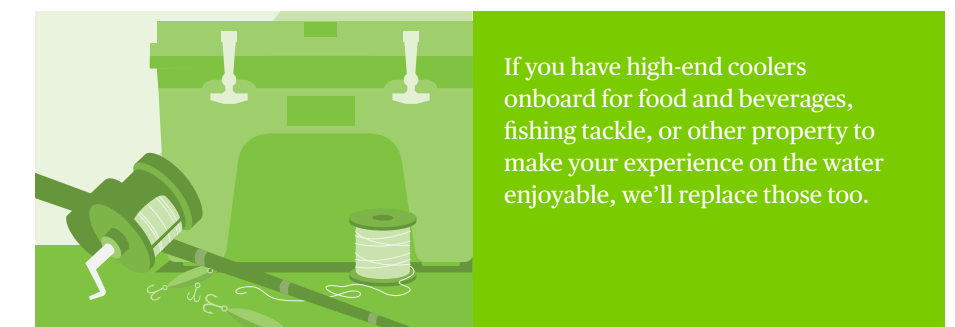 If you have high-end coolers
onboard for food and beverages,
fishing tackle, or other property to
make your experience on the water
enjoyable, we’ll replace those too.